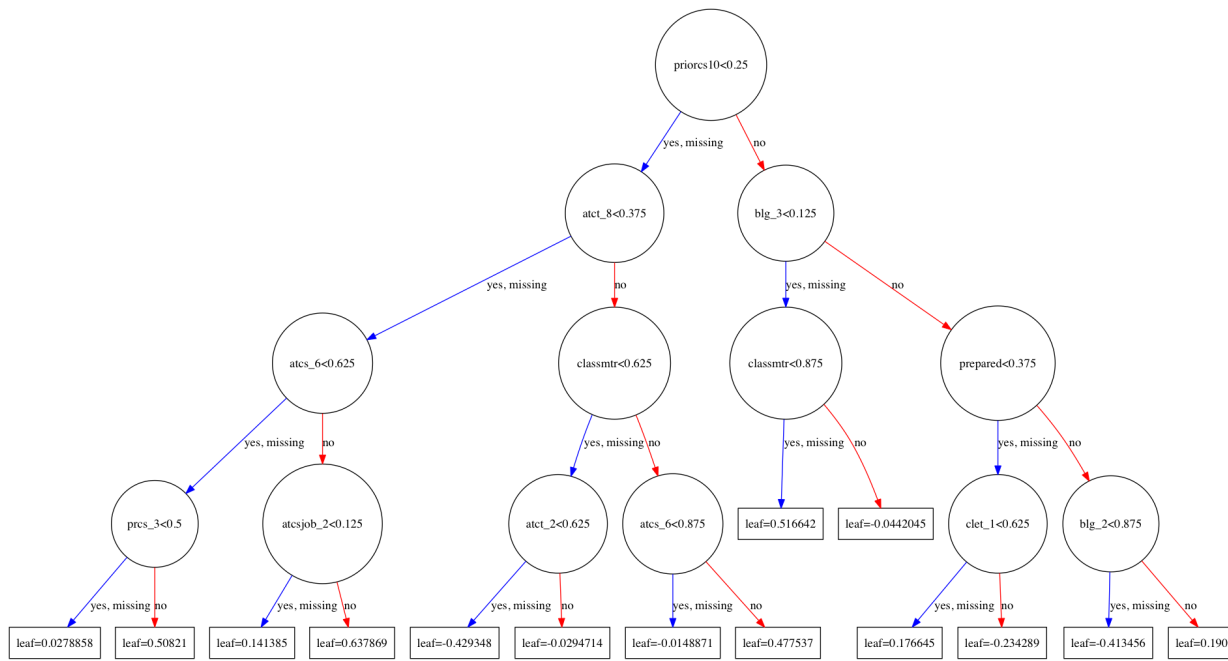 priorcs10<0.25
yes, missing
no
atct_8<0.375
blg_3<0.125
yes, missing
no
yes, missing
no
atcs_6<0.625
classmtr<0.625
classmtr<0.875
prepared<0.375
yes, missing
no
yes, missing
no
yes, missing
no
yes, missing
no
prcs_3<0.5
atcsjob_2<0.125
atct_2<0.625
atcs_6<0.875
leaf=0.516642
leaf=-0.0442045
clet_1<0.625
blg_2<0.875
yes, missing
no
yes, missing
no
yes, missing
no
yes, missing
no
yes, missing
no
yes, missing
no
leaf=0.0278858
leaf=0.50821
leaf=0.141385
leaf=0.637869
leaf=-0.429348
leaf=-0.0294714
leaf=-0.0148871
leaf=0.477537
leaf=0.176645
leaf=-0.234289
leaf=-0.413456
leaf=0.190